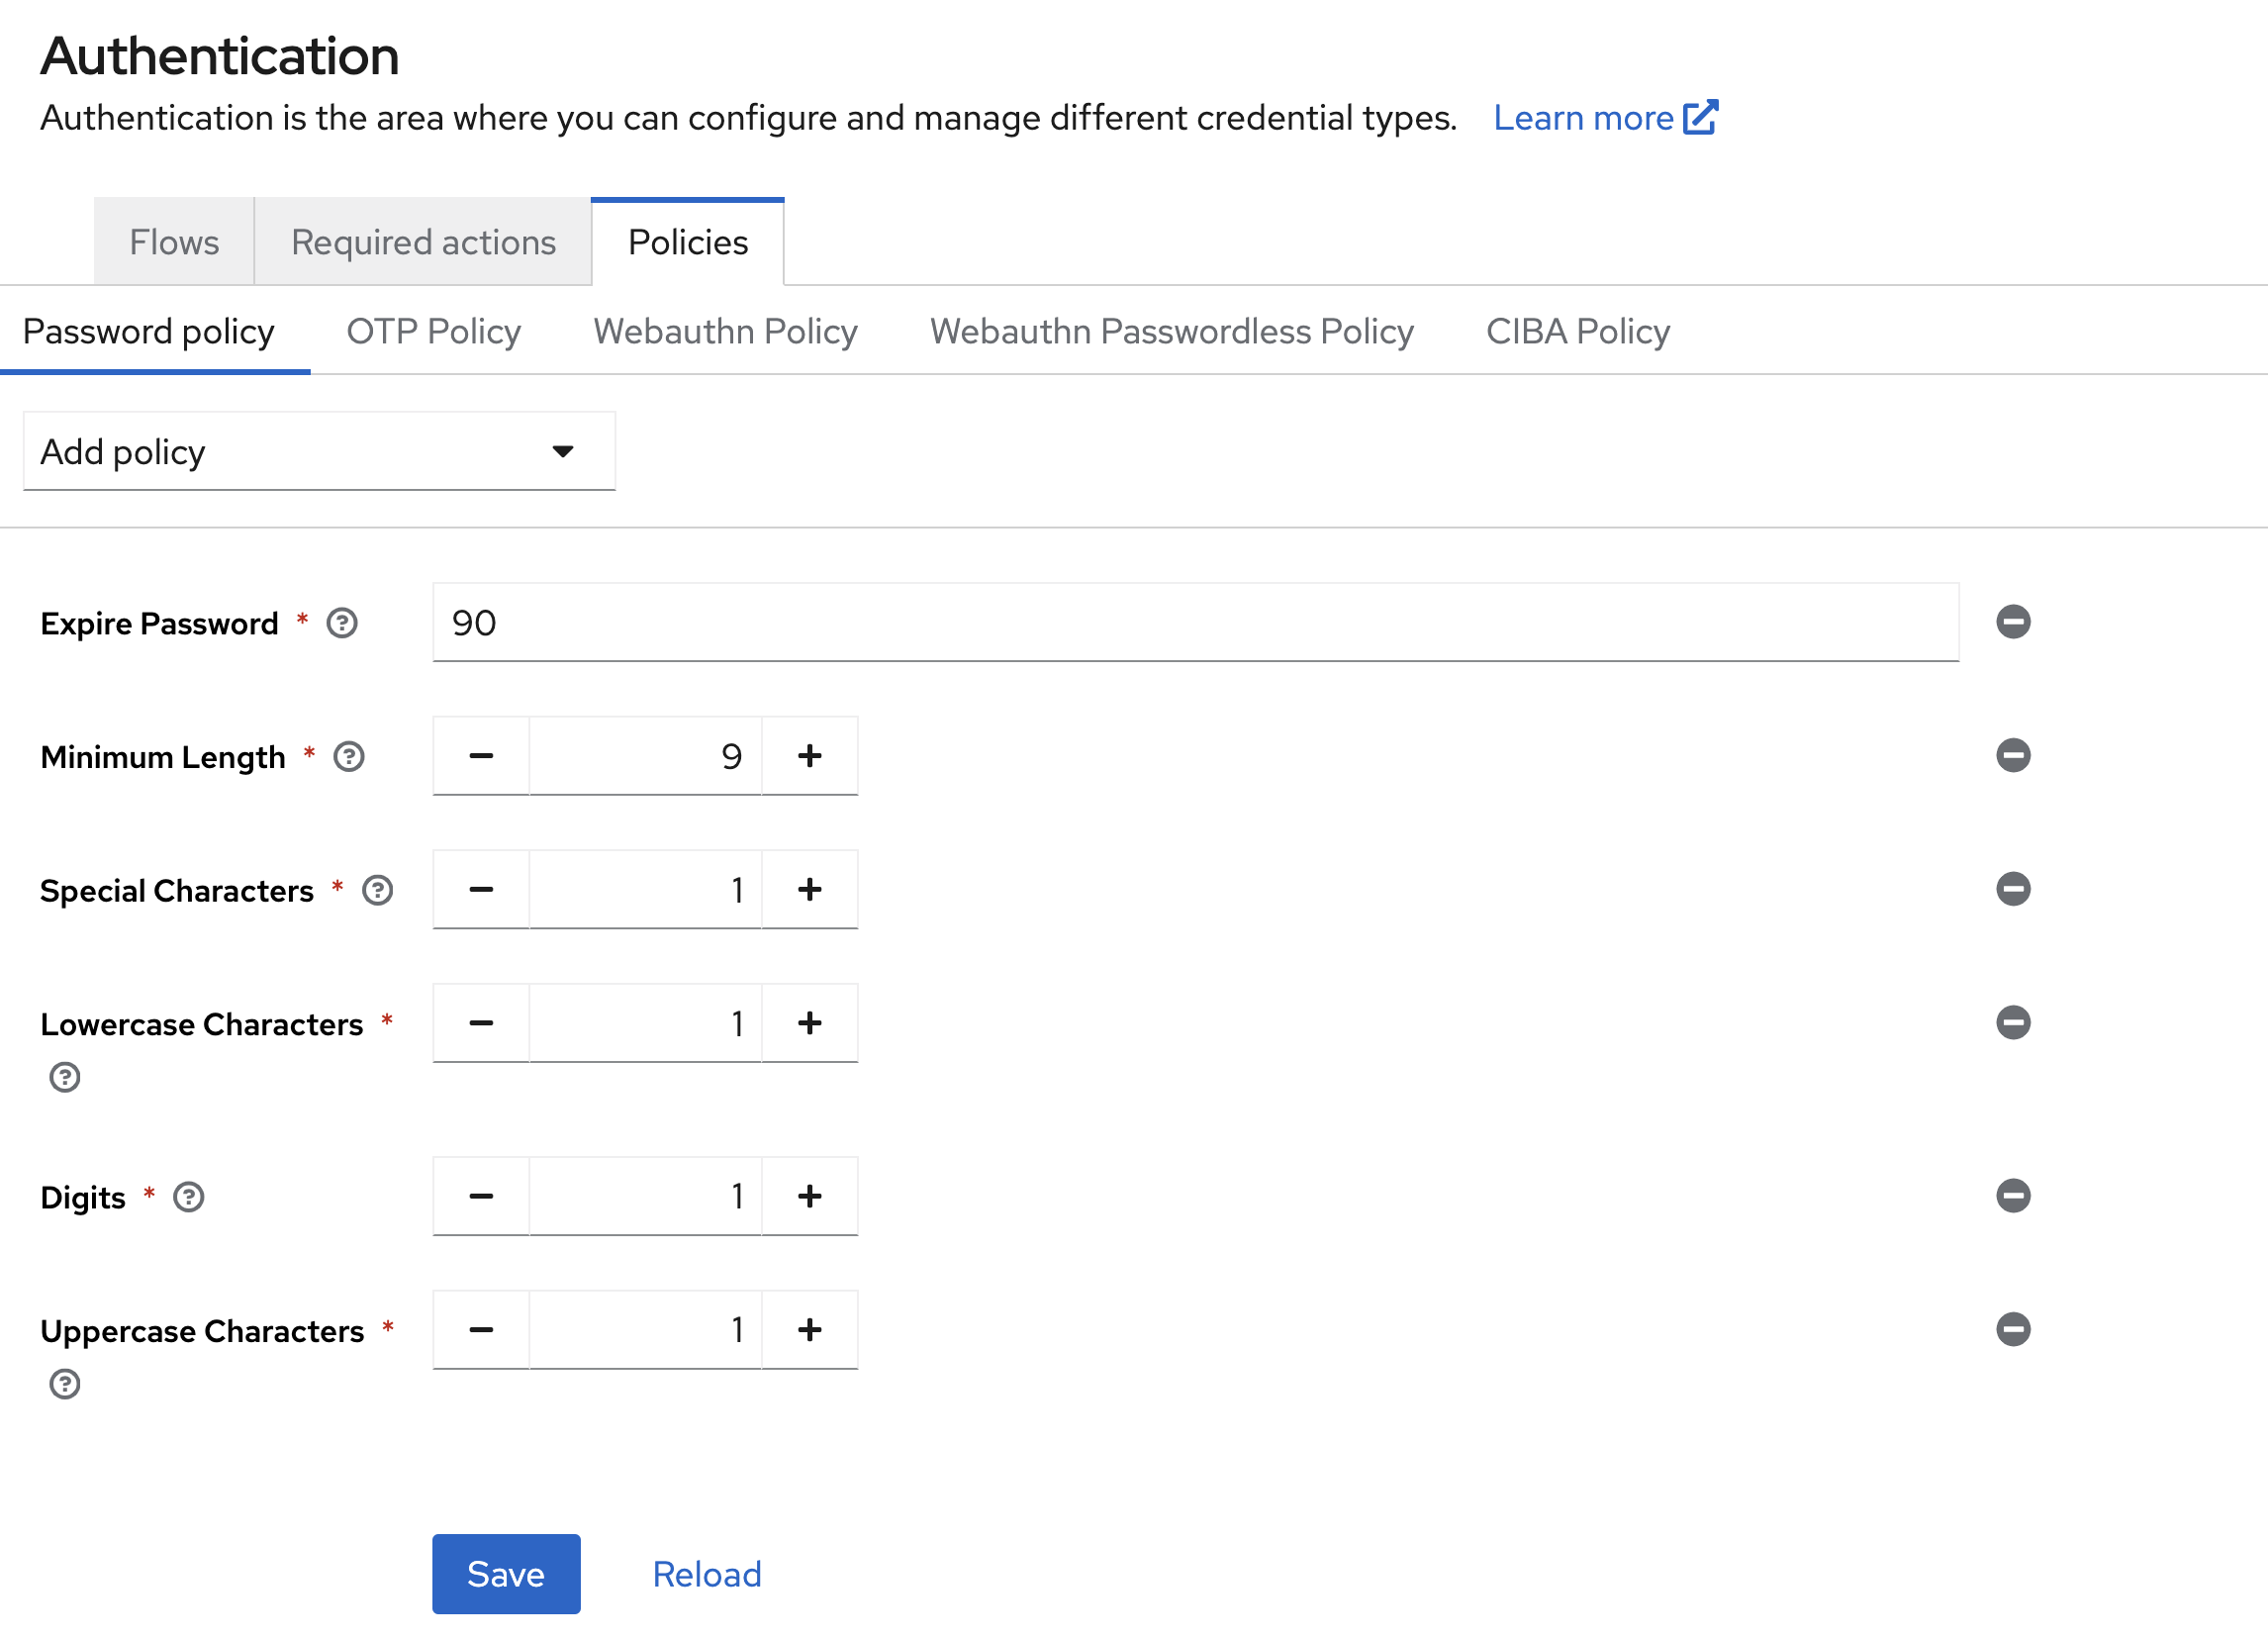 Authentication
Authentication is the area where you can configure and manage different credential types. Learn more
Flows Required actions Policies
Password policy OTP Policy Webauthn Policy Webauthn Passwordless Policy CIBA Policy
Add policy
Expire Password * 90
Minimum Length * 9
Special Characters * 1
Lowercase Characters * 1
Digits * 1
Uppercase Characters * 1
Save Reload